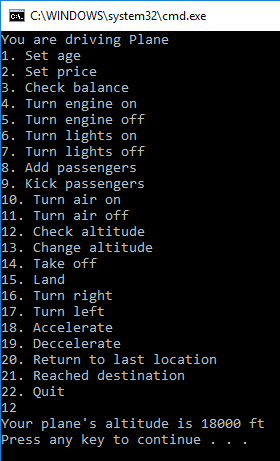 C:\WINDOWS\system32\cmd.exe
You are driving Plane
1. Set age
2. Set price
3. Check balance
4. Turn engine on
5. Turn engine off
6. Turn lights on
7. Turn lights off
8. Add passengers
9. Kick passengers
10. Turn air on
11. Turn air off
12. Check altitude
13. Change altitude
14. Take off
15. Land
16. Turn right
17. Turn left
18. Accelerate
19. Deccelerate
20. Return to last location
21. Reached destination
22. Quit
12
Your plane's altitude is 18000 ft
Press any key to continue . . .